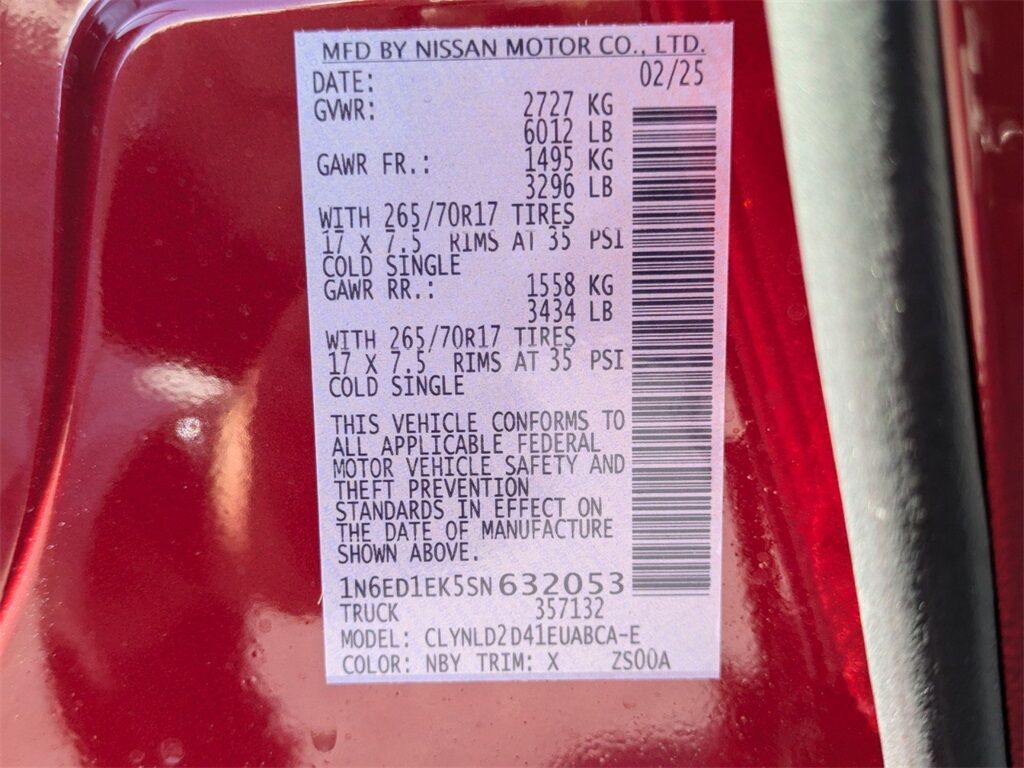 MFD BY NISSAN MOTOR CO., LTD.
DATE: 02/25
GVWR: 2727 KG
6012 LB
GAWR FR.: 1495 KG
3296 LB
WITH 265/70R17 TIRES
17 X 7.5 RIMS AT 35 PSI
COLD SINGLE
GAWR RR.: 1558 KG
3434 LB
WITH 265/70R17 TIRES
17 X 7.5 RIMS AT 35 PSI
COLD SINGLE
THIS VEHICLE CONFORMS TO
ALL APPLICABLE FEDERAL
MOTOR VEHICLE SAFETY AND
THEFT PREVENTION
STANDARDS IN EFFECT ON
THE DATE OF MANUFACTURE
SHOWN ABOVE.
1N6ED1EK5SN632053
TRUCK 357132
MODEL: CLYNLD2D41EUABCA-E
COLOR: NBY TRIM: X ZS00A